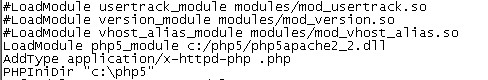 #LoadModule usertrack_module modules/mod_usertrack.so
#LoadModule version_module modules/mod_version.so
#LoadModule vhost_alias_module modules/mod_vhost_alias.so
LoadModule php5_module c:/php5/php5apache2_2.dll
AddType application/x-httpd-php .php
PHPIniDir "c:\php5"